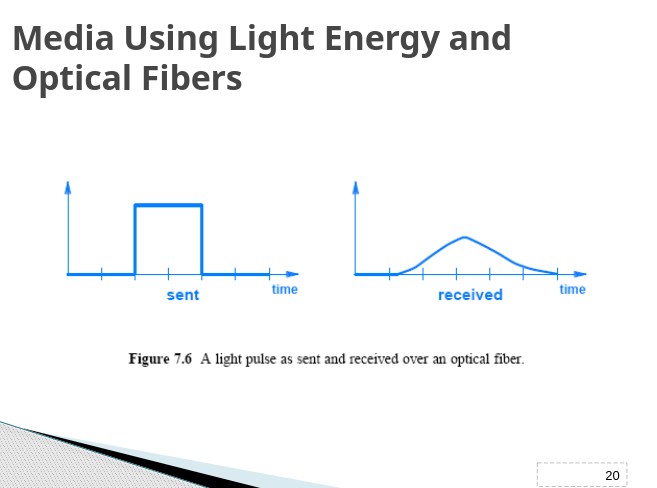 Media Using Light Energy and
Optical Fibers
sent
time
received
time
Figure 7.6 A light pulse as sent and received over an optical fiber.
20